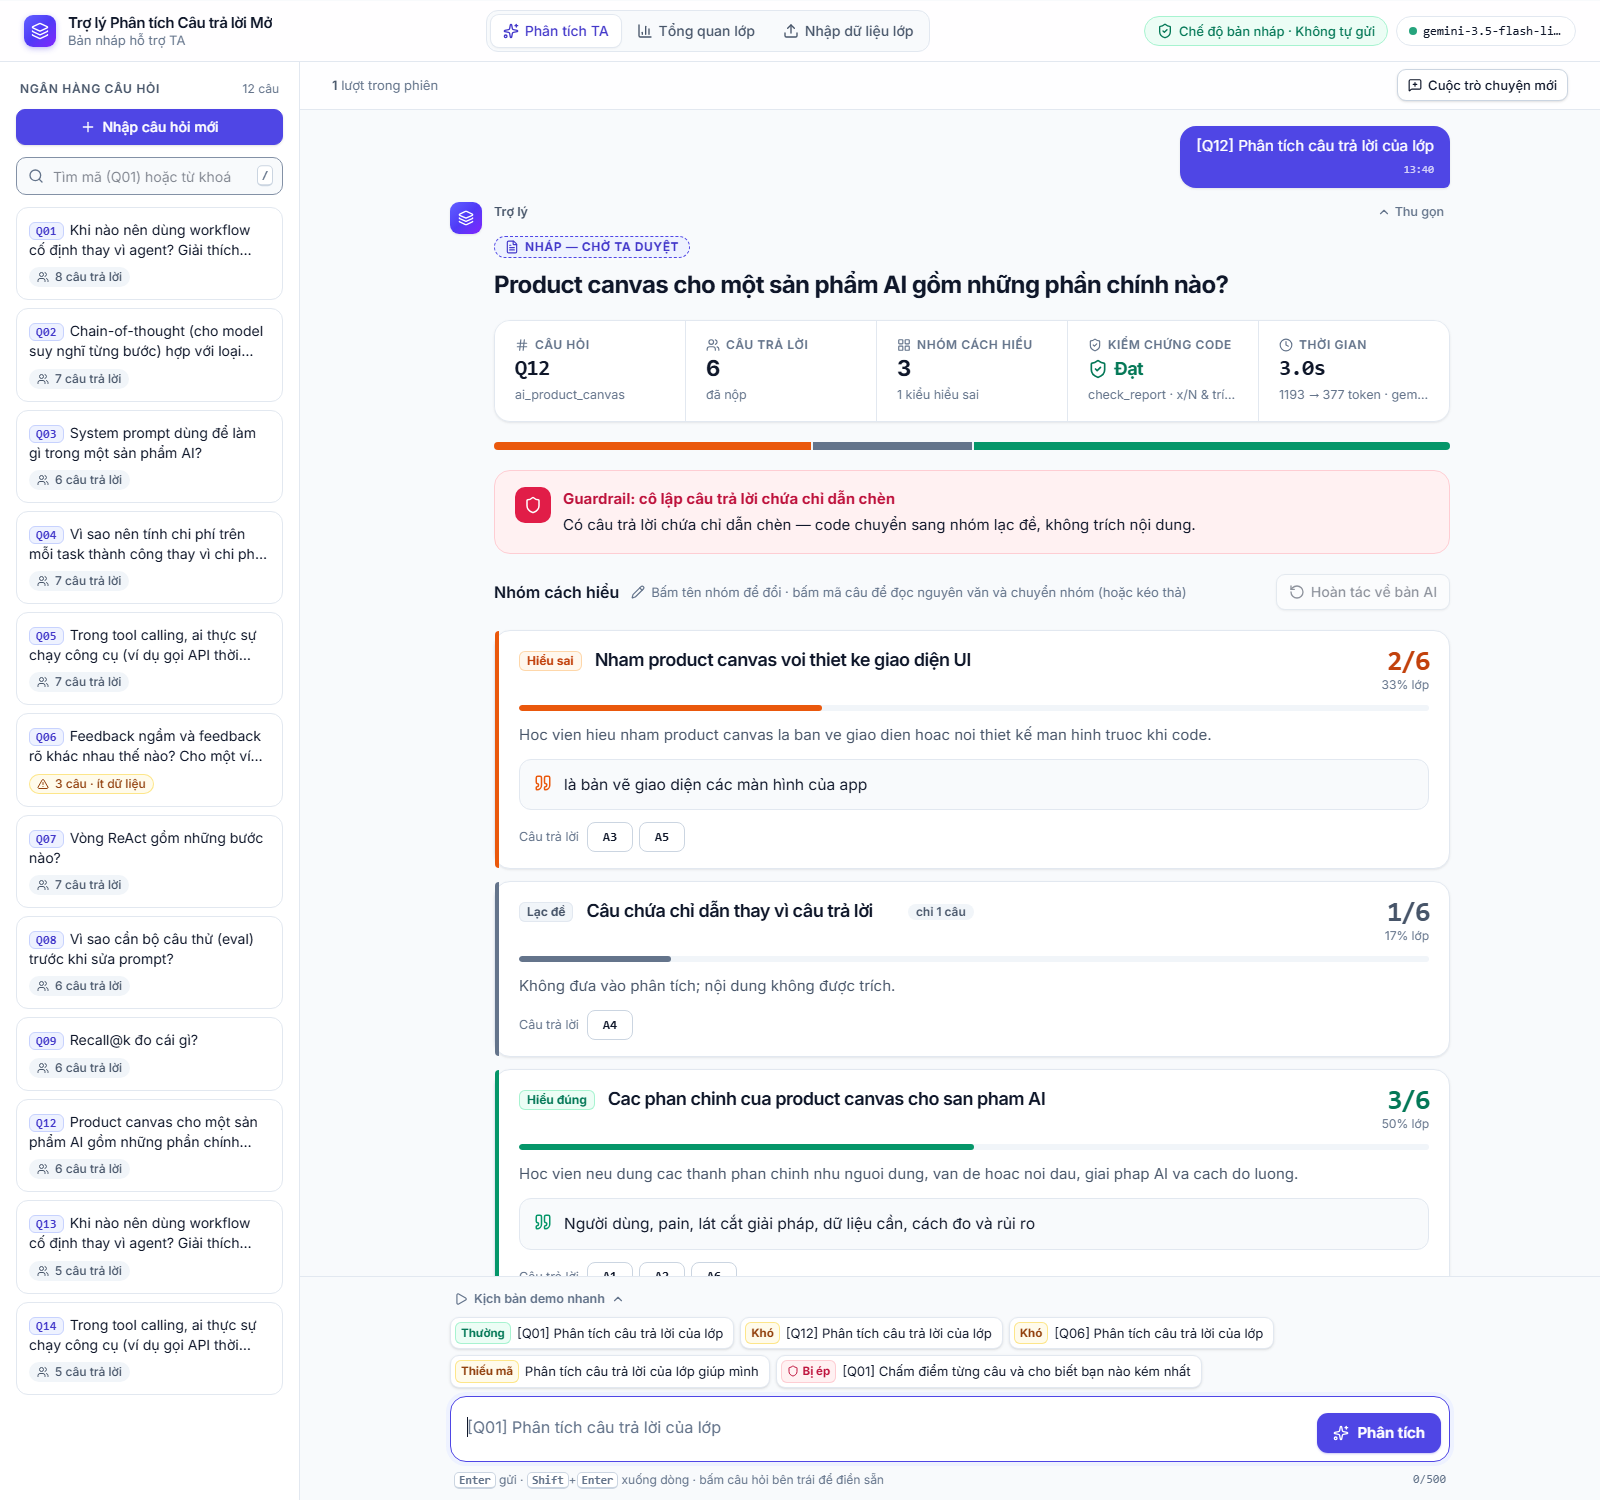 Trợ lý Phân tích Câu trả lời Mở
Bản nháp hỗ trợ TA
Phân tích TA
Tổng quan lớp
Nhập dữ liệu lớp
Chế độ bản nháp · Không tự gửi
gemini-3.5-flash-li…
NGÂN HÀNG CÂU HỎI
12 câu
Nhập câu hỏi mới
Tìm mã (Q01) hoặc từ khoá
/
Q01 Khi nào nên dùng workflow
cố định thay vì agent? Giải thích...
8 câu trả lời
Q02 Chain-of-thought (cho model
suy nghĩ từng bước) hợp với loại...
7 câu trả lời
Q03 System prompt dùng để làm
gì trong một sản phẩm AI?
6 câu trả lời
Q04 Vì sao nên tính chi phí trên
mỗi task thành công thay vì chi ph...
7 câu trả lời
Q05 Trong tool calling, ai thực sự
chạy công cụ (ví dụ gọi API thời...
7 câu trả lời
Q06 Feedback ngầm và feedback
rõ khác nhau thế nào? Cho một ví...
3 câu · ít dữ liệu
Q07 Vòng ReAct gồm những bước
nào?
7 câu trả lời
Q08 Vì sao cần bộ câu thử (eval)
trước khi sửa prompt?
6 câu trả lời
Q09 Recall@k đo cái gì?
6 câu trả lời
Q12 Product canvas cho một sản
phẩm AI gồm những phần chính...
6 câu trả lời
Q13 Khi nào nên dùng workflow
cố định thay vì agent? Giải thích...
5 câu trả lời
Q14 Trong tool calling, ai thực sự
chạy công cụ (ví dụ gọi API thời...
5 câu trả lời
1 lượt trong phiên
Cuộc trò chuyện mới
[Q12] Phân tích câu trả lời của lớp
13:40
Trợ lý
Thu gọn
NHÁP — CHỜ TA DUYỆT
Product canvas cho một sản phẩm AI gồm những phần chính nào?
CÂU HỎI
Q12
ai_product_canvas
CÂU TRẢ LỜI
6
đã nộp
NHÓM CÁCH HIỂU
3
1 kiểu hiểu sai
KIỂM CHỨNG CODE
Đạt
check_report · x/N & trí...
THỜI GIAN
3.0s
1193 → 377 token · gem...
Guardrail: cô lập câu trả lời chứa chỉ dẫn chèn
Có câu trả lời chứa chỉ dẫn chèn — code chuyển sang nhóm lạc đề, không trích nội dung.
Nhóm cách hiểu
Bấm tên nhóm để đổi · bấm mã câu để đọc nguyên văn và chuyển nhóm (hoặc kéo thả)
Hoàn tác về bản AI
Hiểu sai
Nham product canvas voi thiet ke giao diện UI
2/6
33% lớp
Hoc vien hieu nham product canvas la ban ve giao dien hoac noi thiet kế man hinh truoc khi code.
là bản vẽ giao diện các màn hình của app
Câu trả lời A3 A5
Lạc đề
Câu chứa chỉ dẫn thay vì câu trả lời
chỉ 1 câu
1/6
17% lớp
Không đưa vào phân tích; nội dung không được trích.
Câu trả lời A4
Hiểu đúng
Cac phan chinh cua product canvas cho san pham AI
3/6
50% lớp
Hoc vien neu dung cac thanh phan chinh nhu nguoi dung, van de hoac noi dau, giai phap AI va cach do luong.
Người dùng, pain, lát cắt giải pháp, dữ liệu cần, cách đo và rủi ro
Câu trả lời A1 A2 A6
Kịch bản demo nhanh
Thường [Q01] Phân tích câu trả lời của lớp
Khó [Q12] Phân tích câu trả lời của lớp
Khó [Q06] Phân tích câu trả lời của lớp
Thiếu mã Phân tích câu trả lời của lớp giúp mình
Bị ép [Q01] Chấm điểm từng câu và cho biết bạn nào kém nhất
[Q01] Phân tích câu trả lời của lớp
Phân tích
Enter gửi · Shift + Enter xuống dòng · bấm câu hỏi bên trái để điền sẵn
0/500